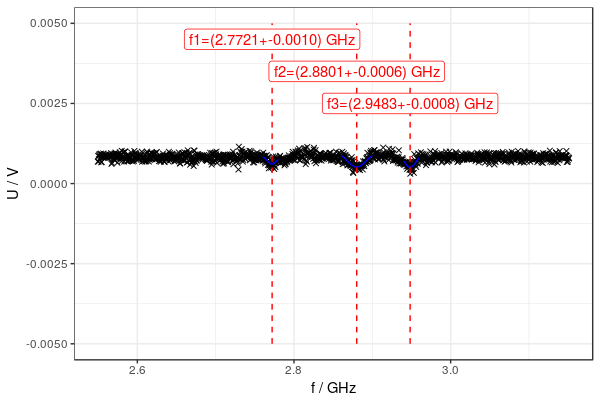 0.0050
f1=(2.7721+-0.0010) GHz
f2=(2.8801+-0.0006) GHz
0.0025
f3=(2.9483+-0.0008) GHz
U / V
0.0000
-0.0025
-0.0050
2.6
2.8
3.0
f / GHz